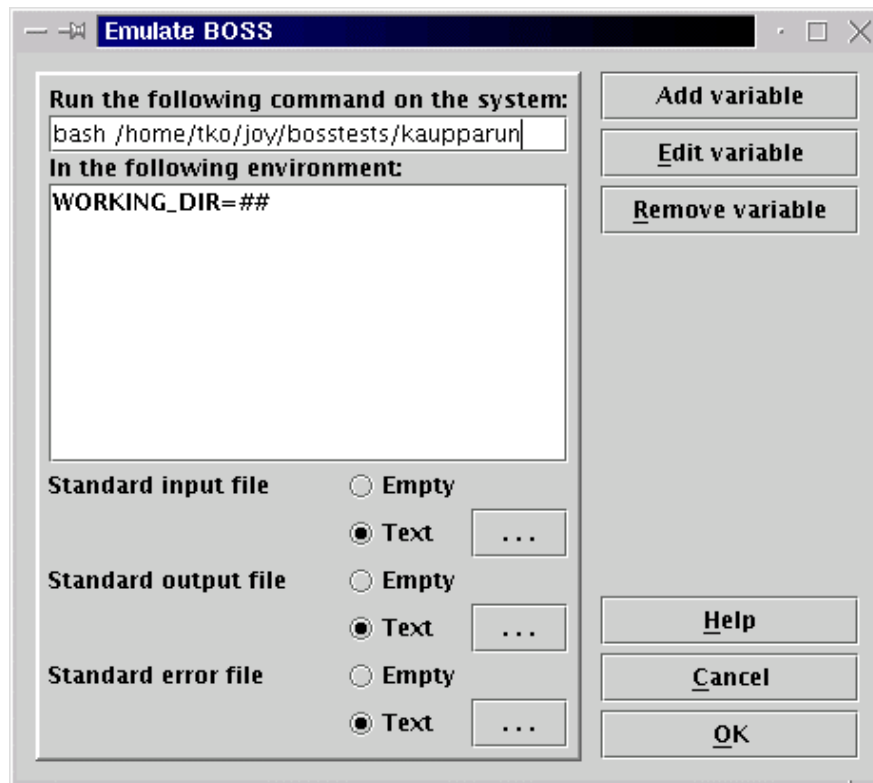 Emulate BOSS
Run the following command on the system:
bash /home/tko/joy/bosstests/kaupparun
In the following environment:
WORKING_DIR=##
Standard input file
Empty
Text
...
Standard output file
Empty
Text
...
Standard error file
Empty
Text
...
Add variable
Edit variable
Remove variable
Help
Cancel
OK